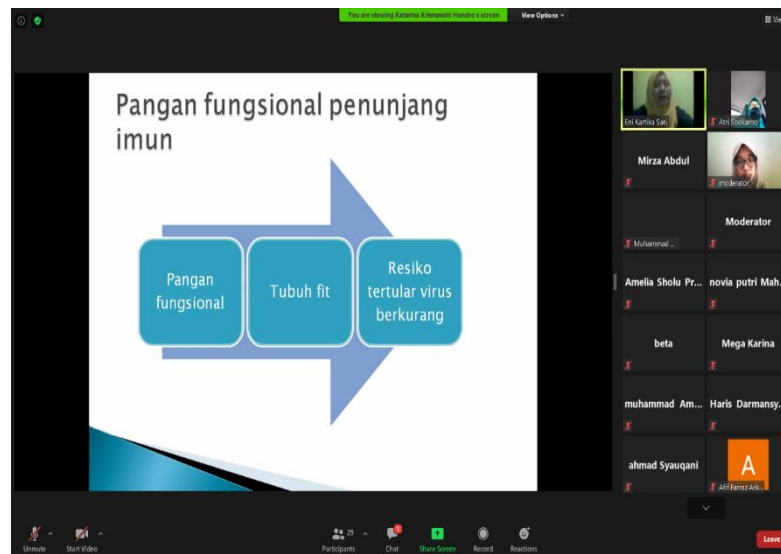 You are viewing Katarina Krisnawati Hendro's screen
View Options
Pangan fungsional penunjang
imun
Pangan
fungsional
Tubuh fit
Resiko
tertular virus
berkurang
Eni Kartika Sari
Atri Soekarno
Mirza Abdul
moderator
Muhammad ...
Moderator
Amelia Sholu Pr...
novia putri Mah...
beta
Mega Karina
muhammad Am...
Haris Darmansy...
ahmad Syauqani
A
Unmute
Start Video
29
Participants
3
Chat
Share Screen
Record
Reactions
Leave